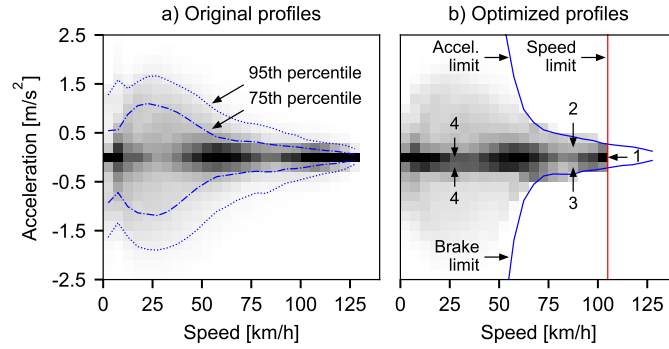 a) Original profiles
b) Optimized profiles
Acceleration [m/s²]
2.5
1.5
0.5
-0.5
-1.5
-2.5
95th percentile
75th percentile
0 25 50 75 100 125
Speed [km/h]
Accel.
limit
Speed
limit
2
4
1
4
3
Brake
limit
0 25 50 75 100 125
Speed [km/h]